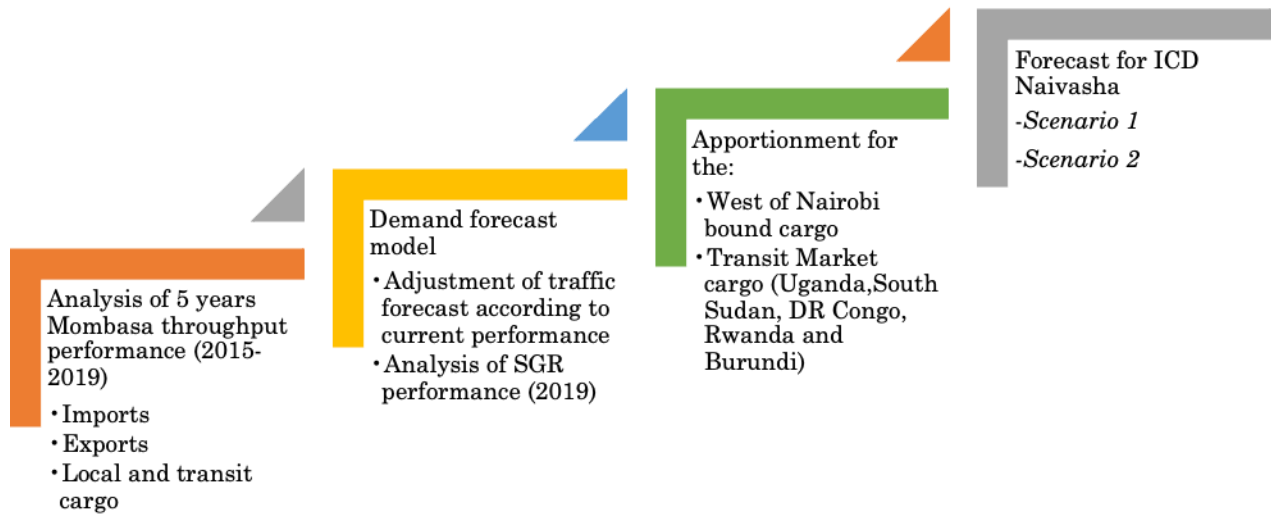 Analysis of 5 years
Mombasa throughput
performance (2015-
2019)
•Imports
•Exports
•Local and transit
cargo
Demand forecast
model
•Adjustment of traffic
forecast according to
current performance
•Analysis of SGR
performance (2019)
Apportionment for
the:
•West of Nairobi
bound cargo
•Transit Market
cargo (Uganda,South
Sudan, DR Congo,
Rwanda and
Burundi)
Forecast for ICD
Naivasha
-Scenario 1
-Scenario 2